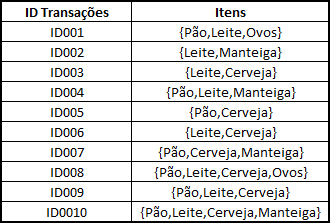 ID Transações Itens
ID001 {Pão,Leite,Ovos}
ID002 {Leite,Manteiga}
ID003 {Leite,Cerveja}
ID004 {Pão,Leite,Manteiga}
ID005 {Pão,Cerveja}
ID006 {Leite,Cerveja}
ID007 {Pão,Cerveja,Manteiga}
ID008 {Pão,Leite,Cerveja,Ovos}
ID009 {Pão,Leite,Cerveja}
ID0010 {Pão,Leite,Cerveja,Manteiga}